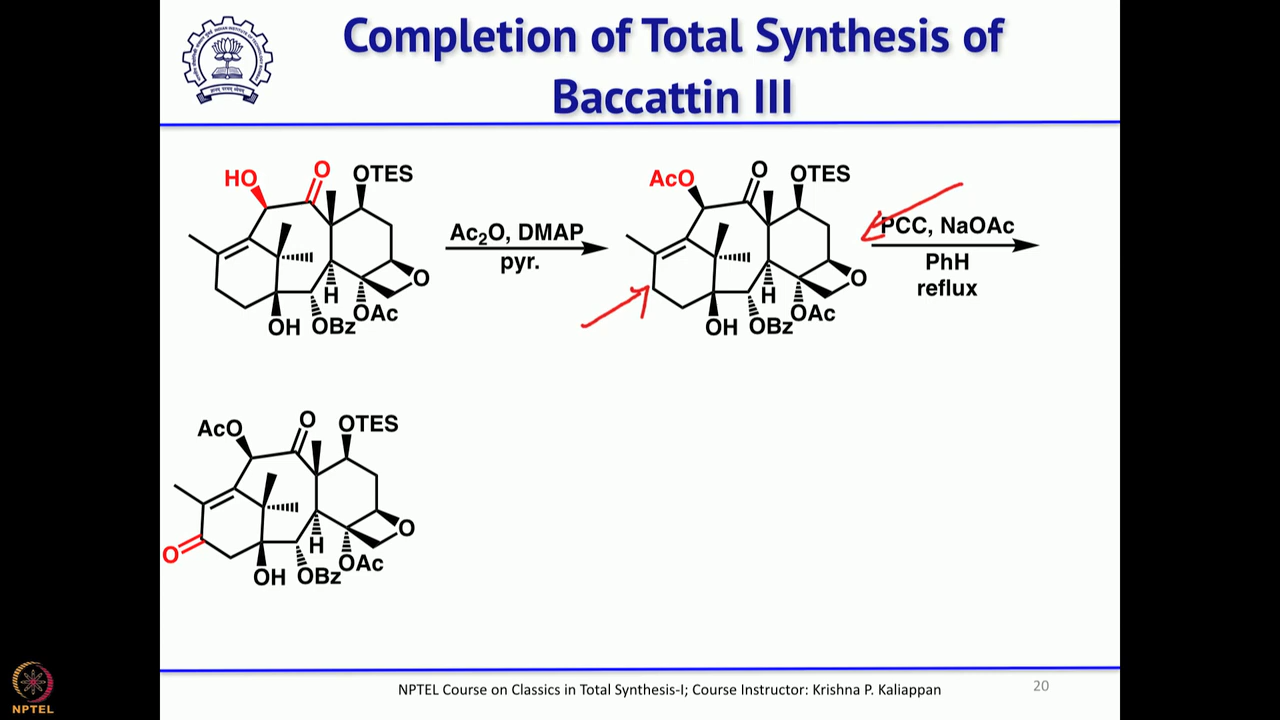 Completion of Total Synthesis of
Baccattin III
HO
O
OTES
O
H
OAc
OH
OBz
Ac₂O, DMAP
pyr.
AcO
O
OTES
O
H
OAc
OH
OBz
PCC, NaOAc
PhH
reflux
AcO
O
OTES
O
O
H
OAc
OH
OBz
NPTEL
NPTEL Course on Classics in Total Synthesis-I; Course Instructor: Krishna P. Kaliappan
20